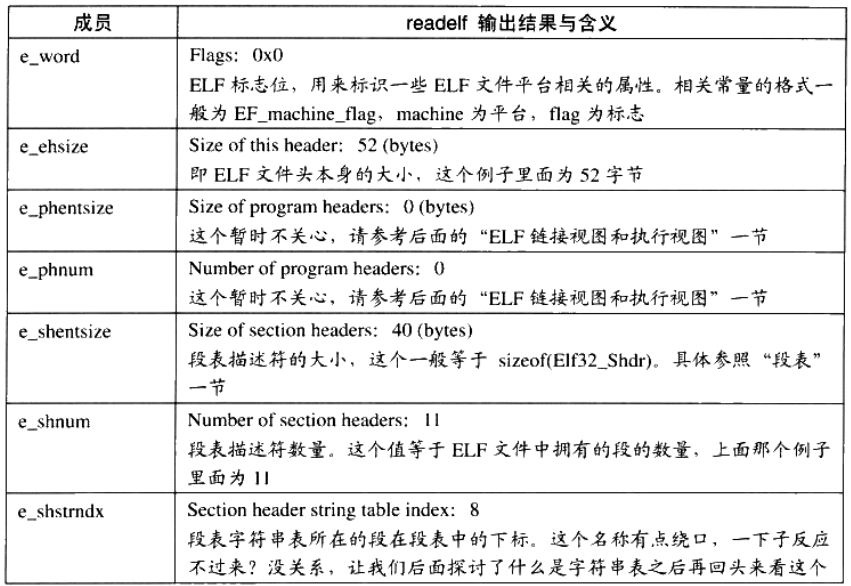 成员 readelf 输出结果与含义
e_word Flags: 0x0
ELF 标志位，用来标识一些 ELF 文件平台相关的属性。相关常量的格式一
般为 EF_machine_flag，machine 为平台，flag 为标志
e_ehsize Size of this header: 52 (bytes)
即 ELF 文件头本身的大小，这个例子里面为 52 字节
e_phentsize Size of program headers: 0 (bytes)
这个暂时不关心，请参考后面的“ELF 链接视图和执行视图”一节
e_phnum Number of program headers: 0
这个暂时不关心，请参考后面的“ELF 链接视图和执行视图”一节
e_shentsize Size of section headers: 40 (bytes)
段表描述符的大小，这个一般等于 sizeof(Elf32_Shdr)。具体参照“段表”
一节
e_shnum Number of section headers: 11
段表描述符数量。这个值等于 ELF 文件中拥有的段的数量，上面那个例子
里面为 11
e_shstrndx Section header string table index: 8
段表字符串表所在的段在段表中的下标。这个名称有点绕口，一下子反应
不过来？没关系，让我们后面探讨了什么是字符串表之后再回头来看这个